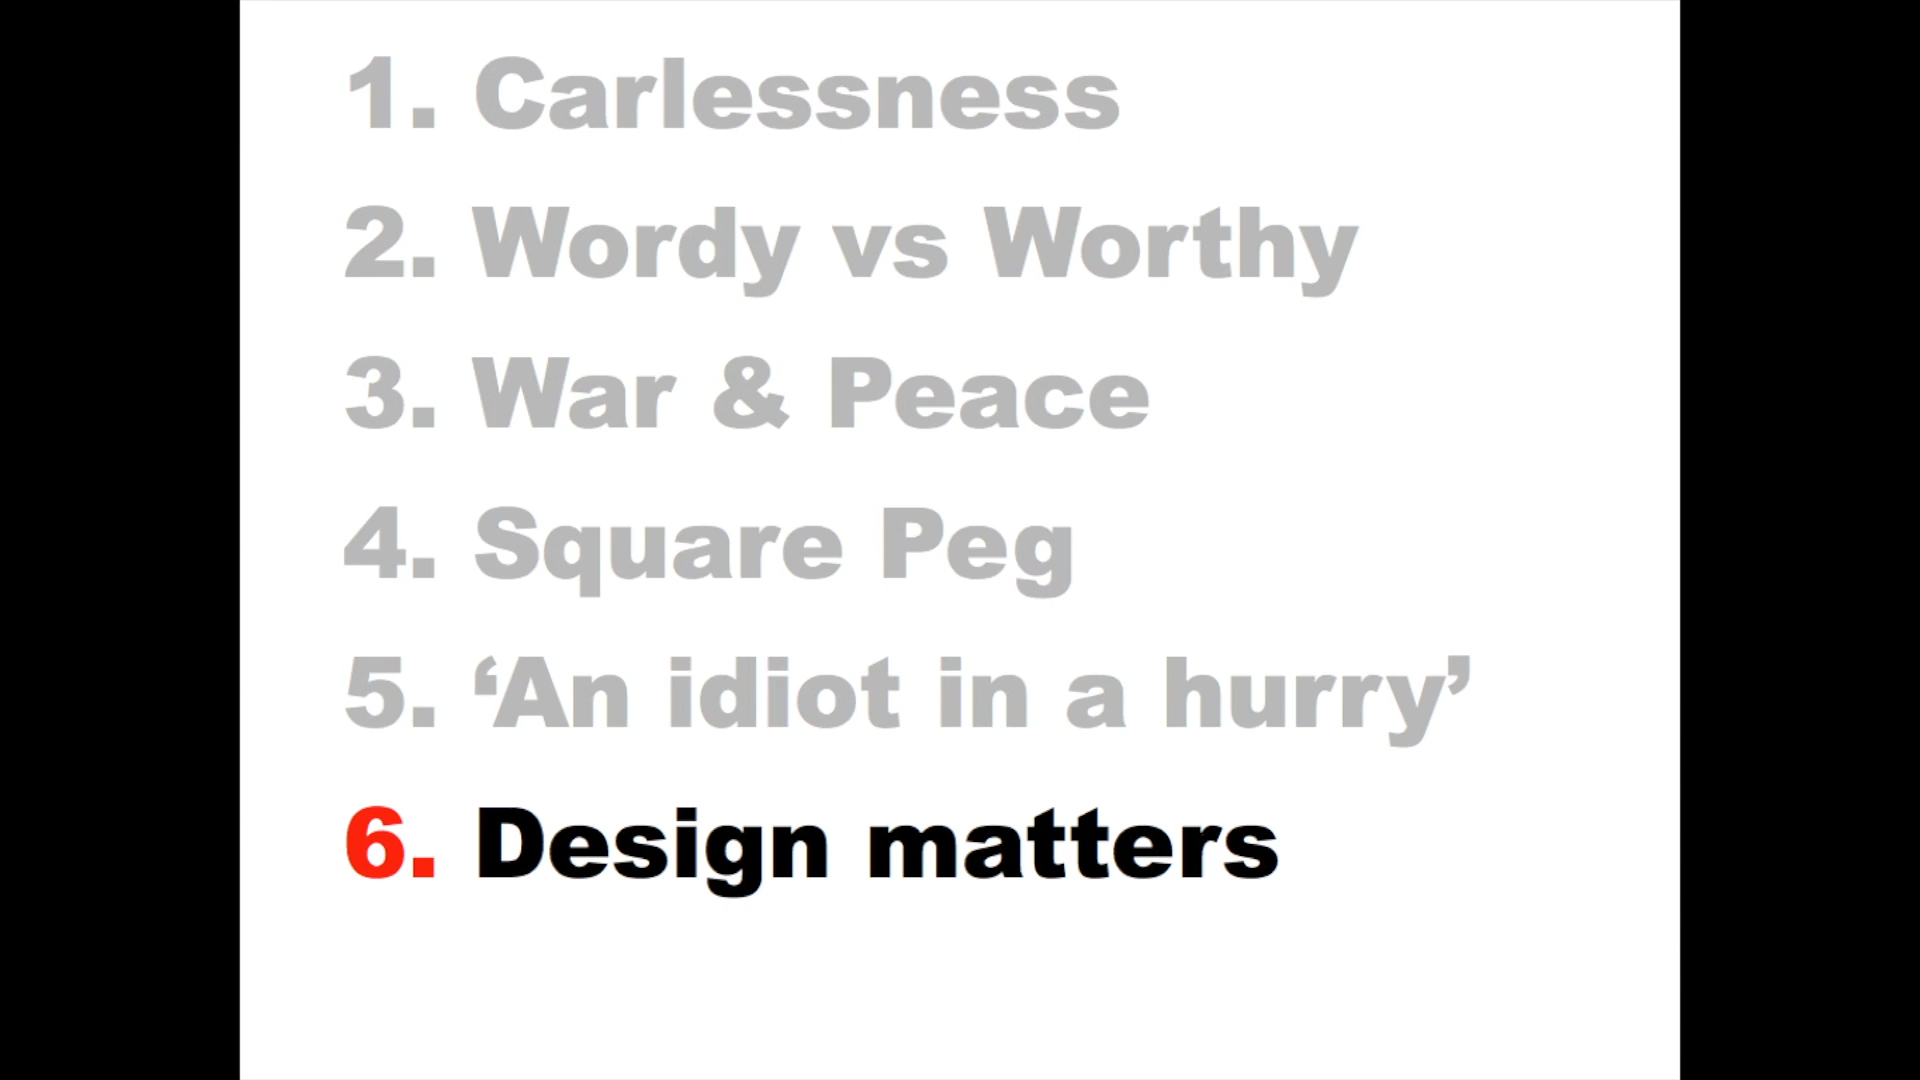 1. Carlessness
2. Wordy vs Worthy
3. War & Peace
4. Square Peg
5. ‘An idiot in a hurry’
6. Design matters